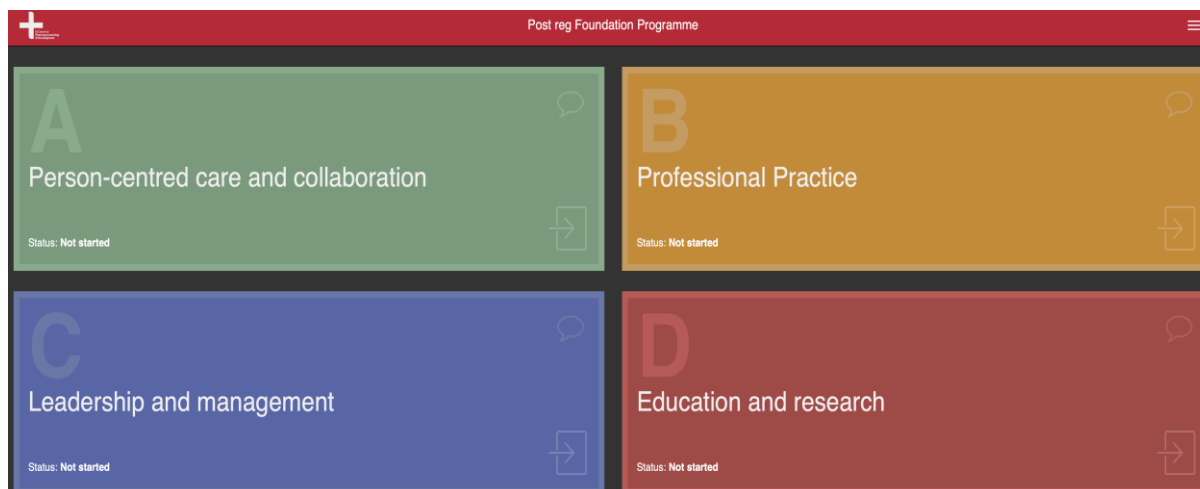 Post reg Foundation Programme
A
Person-centred care and collaboration
Status: Not started
B
Professional Practice
Status: Not started
C
Leadership and management
Status: Not started
D
Education and research
Status: Not started